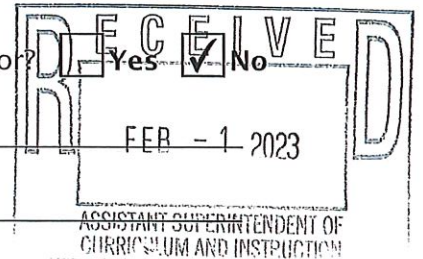 RECEIVED
or? Yes No
FEB - 1 2023
ASSISTANT SUPERINTENDENT OF
CURRICULUM AND INSTRUCTION